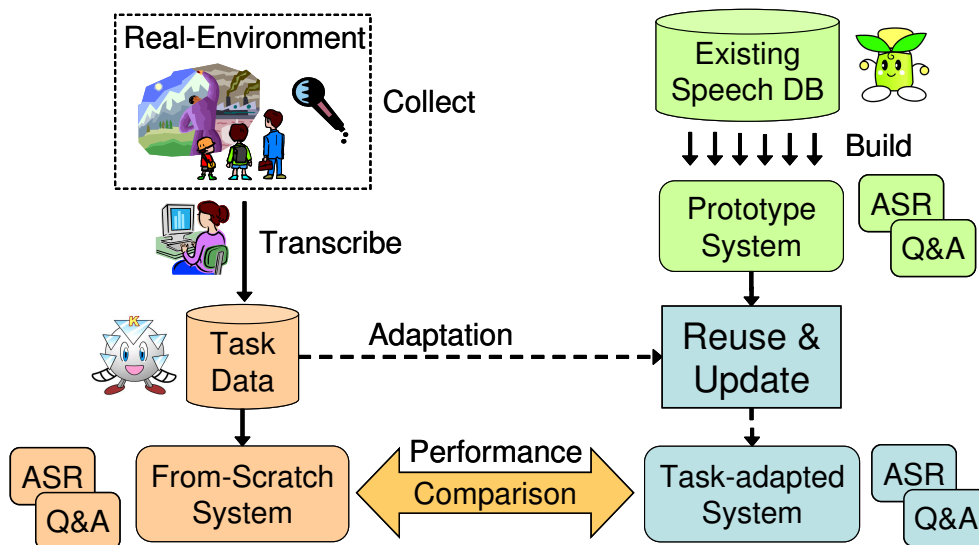 Real-Environment
Collect
Transcribe
K
Task
Data
From-Scratch
System
ASR
Q&A
Existing
Speech DB
Build
Prototype
System
ASR
Q&A
Adaptation
Reuse &
Update
Performance
Comparison
Task-adapted
System
ASR
Q&A